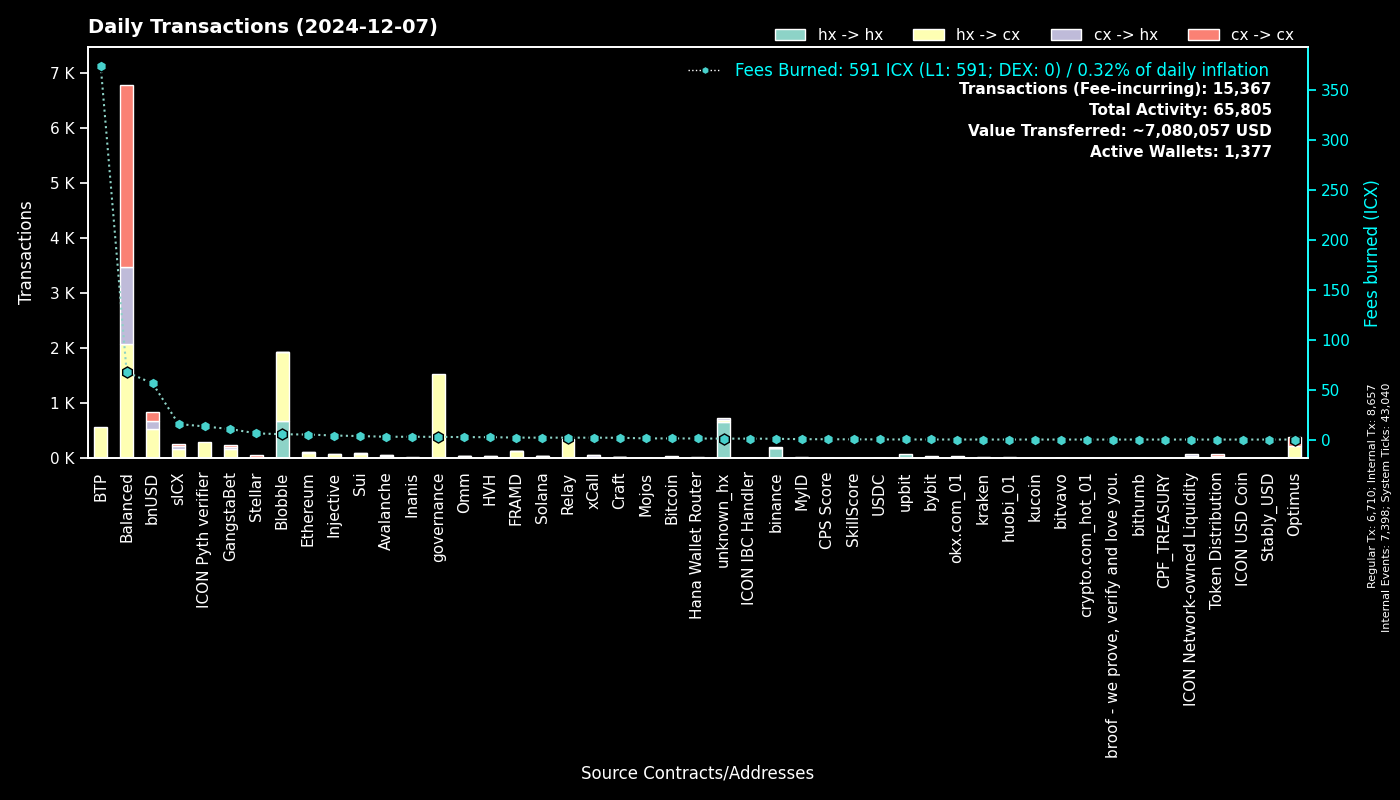 Daily Transactions (2024-12-07)
hx -> hx
hx -> cx
cx -> hx
cx -> cx
Fees Burned: 591 ICX (L1: 591; DEX: 0) / 0.32% of daily inflation
Transactions (Fee-incurring): 15,367
Total Activity: 65,805
Value Transferred: ~7,080,057 USD
Active Wallets: 1,377
Transactions
7 K
6 K
5 K
4 K
3 K
2 K
1 K
0 K
350
300
250
200
150
100
50
0
Fees burned (ICX)
Regular Tx: 6,710; Internal Tx: 8,657
Internal Events: 7,398; System Ticks: 43,040
BTP
Balanced
bnUSD
sICX
ICON Pyth verifier
GangstaBet
Stellar
Blobble
Ethereum
Injective
Sui
Avalanche
Inanis
governance
Omm
HVH
FRAMD
Solana
Relay
xCall
Craft
Mojos
Bitcoin
Hana Wallet Router
unknown_hx
ICON IBC Handler
binance
MyID
CPS Score
SkillScore
USDC
upbit
bybit
okx.com_01
kraken
huobi_01
kucoin
bitvavo
crypto.com_hot_01
broof - we prove, verify and love you.
bithumb
CPF_TREASURY
ICON Network-owned Liquidity
Token Distribution
ICON USD Coin
Stably_USD
Optimus
Source Contracts/Addresses